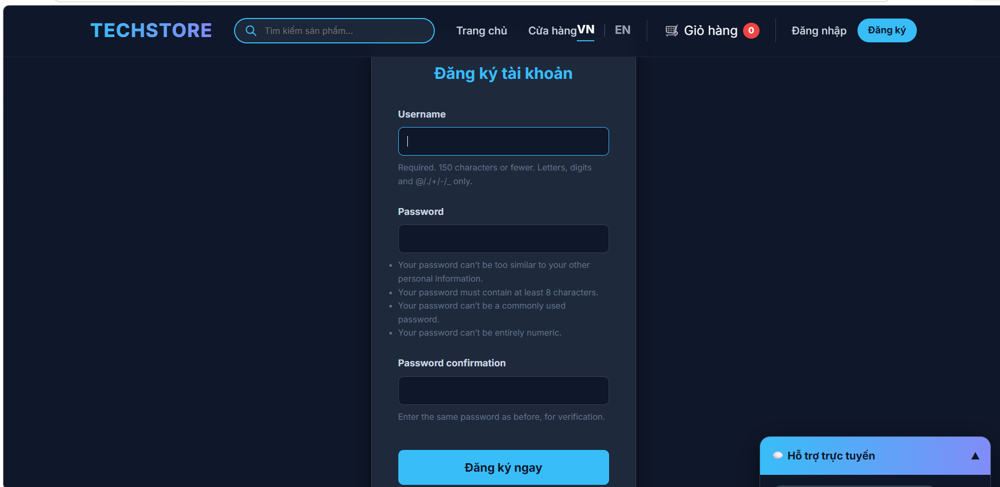 TECHSTORE
Tìm kiếm sản phẩm...
Trang chủ
Cửa hàng
VN | EN
Giỏ hàng 0
Đăng nhập
Đăng ký
Đăng ký tài khoản
Username
Required. 150 characters or fewer. Letters, digits
and @/./+/-/_ only.
Password
• Your password can’t be too similar to your other
personal information.
• Your password must contain at least 8 characters.
• Your password can’t be a commonly used
password.
• Your password can’t be entirely numeric.
Password confirmation
Enter the same password as before, for verification.
Đăng ký ngay
Hỗ trợ trực tuyến ▲